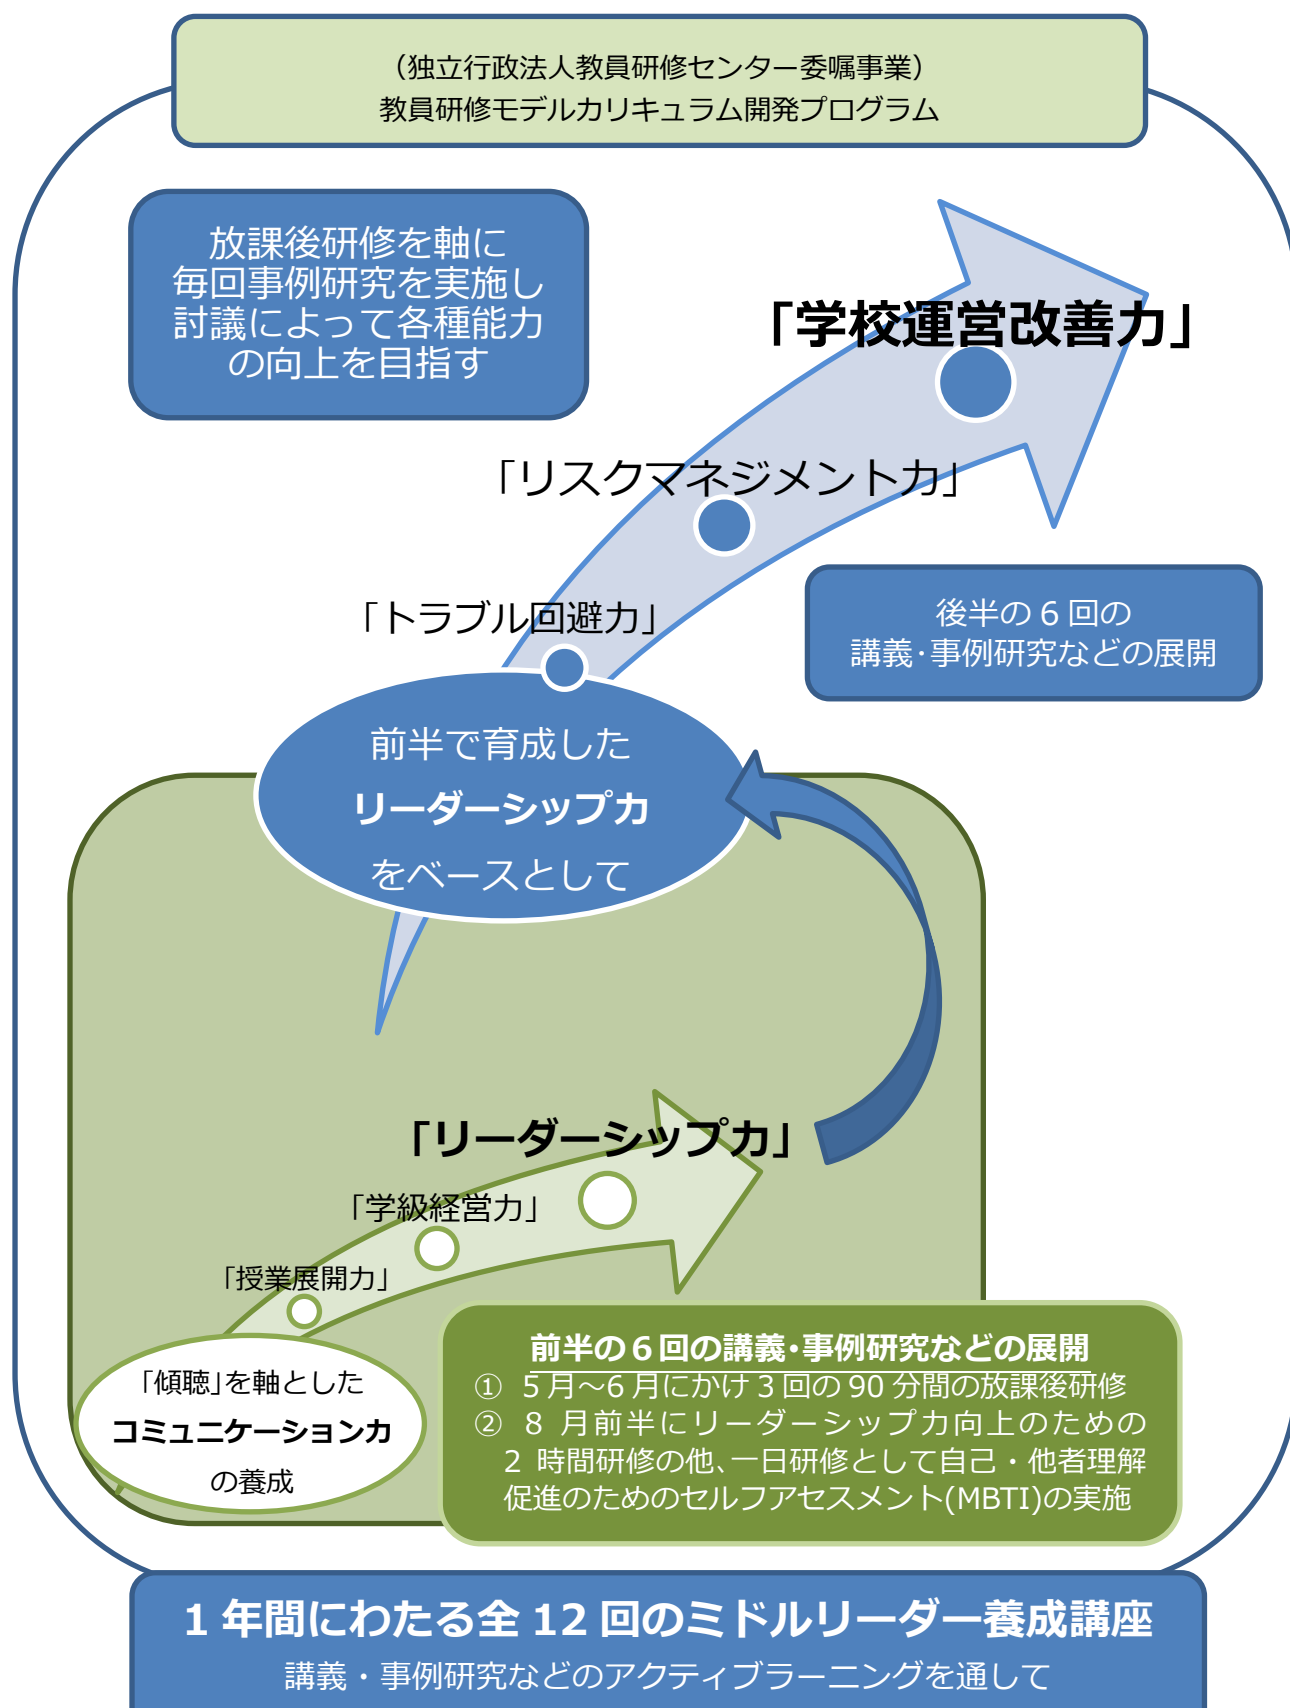 （独立行政法人教員研修センター委嘱事業）
教員研修モデルカリキュラム開発プログラム
放課後研修を軸に
毎回事例研究を実施し
討議によって各種能力
の向上を目指す
「学校運営改善力」
「リスクマネジメント力」
「トラブル回避力」
後半の6回の
講義･事例研究などの展開
前半で育成した
リーダーシップ力
をベースとして
「リーダーシップ力」
「学級経営力」
「授業展開力」
「傾聴」を軸とした
コミュニケーション力
の養成
前半の6回の講義･事例研究などの展開
① 5月～6月にかけ3回の90分間の放課後研修
② 8月前半にリーダーシップ力向上のための
2時間研修の他､一日研修として自己・他者理解
促進のためのセルフアセスメント(MBTI)の実施
1年間にわたる全12回のミドルリーダー養成講座
講義・事例研究などのアクティブラーニングを通して